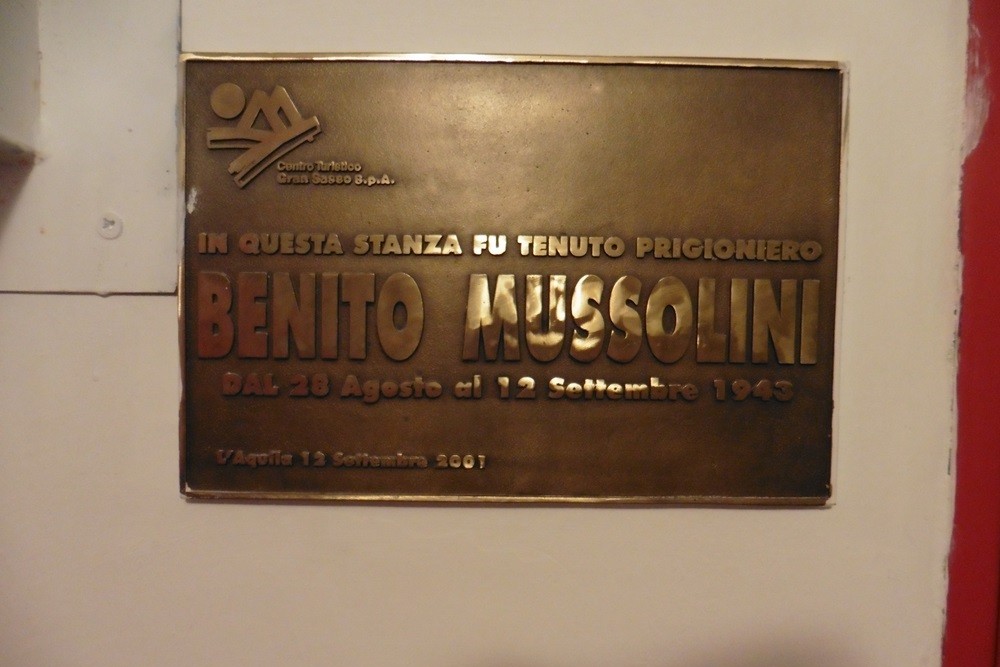 Centro Turistico
Gran Sasso S.p.A.
IN QUESTA STANZA FU TENUTO PRIGIONIERO
BENITO MUSSOLINI
DAL 28 Agosto al 12 Settembre 1943
L'Aquila 12 Settembre 2001